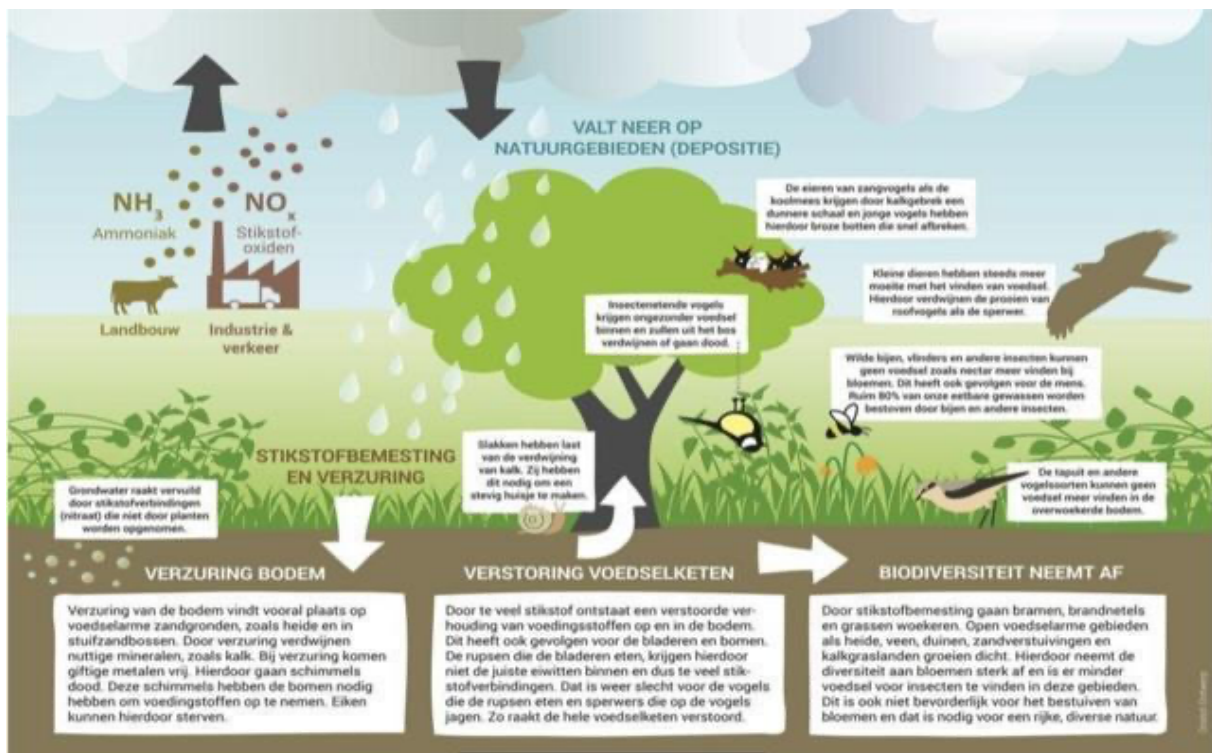 VALT NEER OP
NATUURGEBIEDEN (DEPOSITIE)
NH3
Ammoniak
NOx
Stikstof-
oxiden
Landbouw
Industrie &
verkeer
De eieren van zangvogels als de
koolmees krijgen door kalkgebrek een
dunnere schaal en jonge vogels hebben
hierdoor broze botten die snel afbreken.
Kleine dieren hebben steeds meer
moeite met het vinden van voedsel.
Hierdoor verdwijnen de prooien van
roofvogels als de sperwer.
Insectenetende vogels
krijgen ongezonder voedsel
binnen en zullen uit het bos
verdwijnen of gaan dood.
Wilde bijen, vlinders en andere insecten kunnen
geen voedsel zoals nectar meer vinden bij
bloemen. Dit heeft ook gevolgen voor de mens.
Ruim 80% van onze eetbare gewassen worden
bestoven door bijen en andere insecten.
STIKSTOFBEMESTING
EN VERZURING
Slakken hebben last
van de verdwijning
van kalk. Zij hebben
dit nodig om een
stevig huisje te maken.
De tapuit en andere
vogelsoorten kunnen geen
voedsel meer vinden in de
overwoekerde bodem.
Grondwater raakt vervuild
door stikstofverbindingen
(nitraat) die niet door planten
worden opgenomen.
VERZURING BODEM
Verzuring van de bodem vindt vooral plaats op
voedselarme zandgronden, zoals heide en in
stuifzandbossen. Door verzuring verdwijnen
nuttige mineralen, zoals kalk. Bij verzuring komen
giftige metalen vrij. Hierdoor gaan schimmels
dood. Deze schimmels hebben de bomen nodig
hebben om voedingstoffen op te nemen. Eiken
kunnen hierdoor sterven.
VERSTORING VOEDSELKETEN
Door te veel stikstof ontstaat een verstoorde ver-
houding van voedingsstoffen op en in de bodem.
Dit heeft ook gevolgen voor de bladeren en bomen.
De rupsen die de bladeren eten, krijgen hierdoor
niet de juiste eiwitten binnen en dus te veel stik-
stofverbindingen. Dat is weer slecht voor de vogels
die de rupsen eten en sperwers die op de vogels
jagen. Zo raakt de hele voedselketen verstoord.
BIODIVERSITEIT NEEMT AF
Door stikstofbemesting gaan bramen, brandnetels
en grassen woekeren. Open voedselarme gebieden
als heide, veen, duinen, zandverstuivingen en
kalkgraslanden groeien dicht. Hierdoor neemt de
diversiteit aan bloemen sterk af en is er minder
voedsel voor insecten te vinden in deze gebieden.
Dit is ook niet bevorderlijk voor het bestuiven van
bloemen en dat is nodig voor een rijke, diverse natuur.